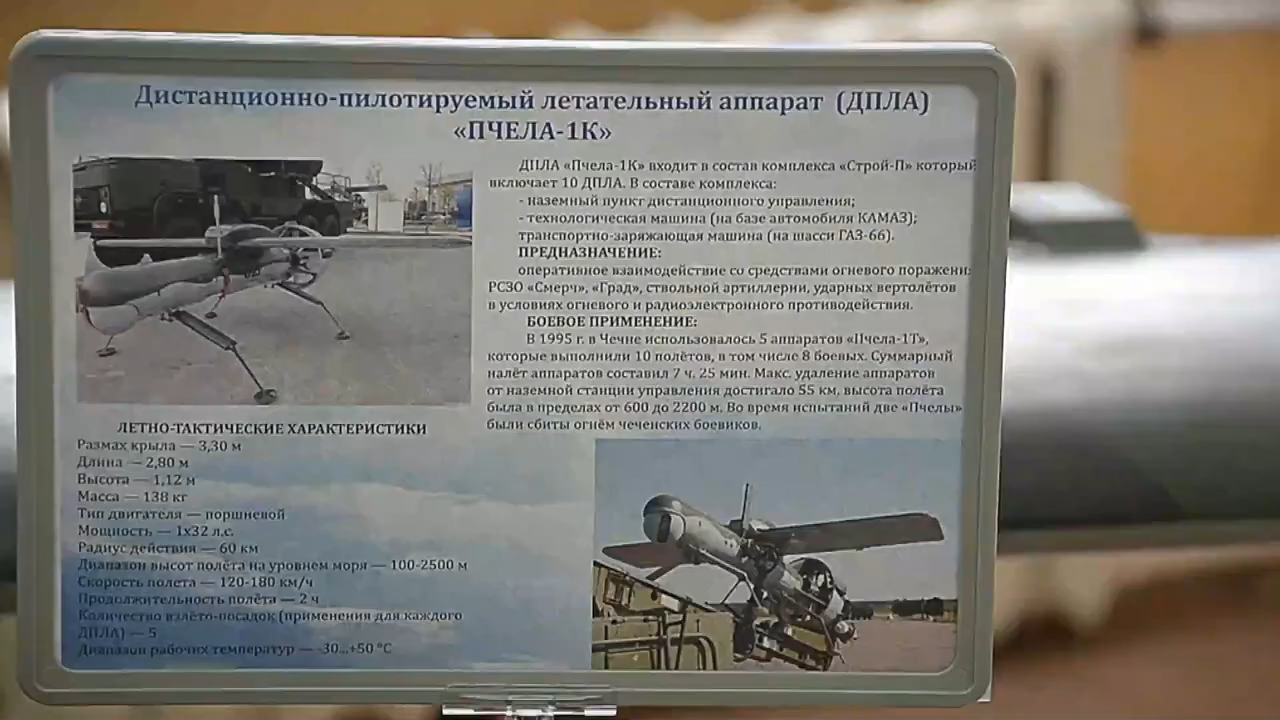 Дистанционно-пилотируемый летательный аппарат (ДПЛА)
«ПЧЕЛА-1К»
ДПЛА «Пчела-1К» входит в состав комплекса «Строй-П» который
включает 10 ДПЛА. В составе комплекса:
- наземный пункт дистанционного управления;
- технологическая машина (на базе автомобиля КАМАЗ);
транспортно-заряжающая машина (на шасси ГАЗ-66).
ПРЕДНАЗНАЧЕНИЕ:
оперативное взаимодействие со средствами огневого поражени
РСЗО «Смерч», «Град», ствольной артиллерии, ударных вертолётов
в условиях огневого и радиоэлектронного противодействия.
БОЕВОЕ ПРИМЕНЕНИЕ:
В 1995 г. в Чечне использовалось 5 аппаратов «Пчела-1Т»,
которые выполнили 10 полётов, в том числе 8 боевых. Суммарный
налёт аппаратов составил 7 ч. 25 мин. Макс. удаление аппаратов
от наземной станции управления достигало 55 км, высота полёта
была в пределах от 600 до 2200 м. Во время испытаний две «Пчелы»
были сбиты огнём чеченских боевиков.
ЛЕТНО-ТАКТИЧЕСКИЕ ХАРАКТЕРИСТИКИ
Размах крыла — 3,30 м
Длина — 2,80 м
Высота — 1,12 м
Масса — 138 кг
Тип двигателя — поршневой
Мощность — 1х32 л.с.
Радиус действия — 60 км
Диапазон высот полёта на уровнем моря — 100-2500 м
Скорость полета — 120-180 км/ч
Продолжительность полёта — 2 ч
Количество взлёто-посадок (применения для каждого
ДПЛА) — 5
Диапазон рабочих температур — -30...+50 °С